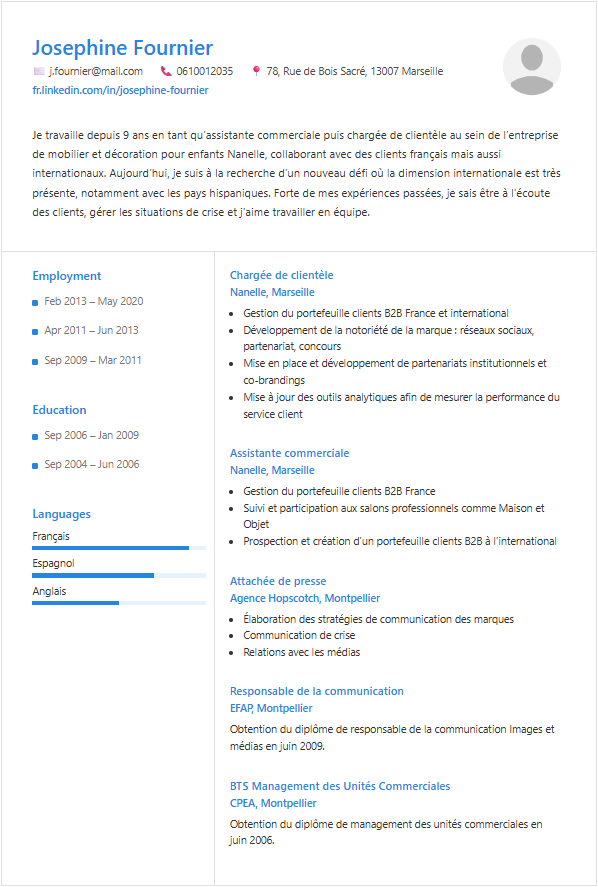 Josephine Fournier
j.fournier@mail.com 0610012035 78, Rue de Bois Sacré, 13007 Marseille
fr.linkedin.com/in/josephine-fournier
Je travaille depuis 9 ans en tant qu'assistante commerciale puis chargée de clientèle au sein de l'entreprise
de mobilier et décoration pour enfants Nanelle, collaborant avec des clients français mais aussi
internationaux. Aujourd'hui, je suis à la recherche d'un nouveau défi où la dimension internationale est très
présente, notamment avec les pays hispaniques. Forte de mes expériences passées, je sais être à l'écoute
des clients, gérer les situations de crise et j'aime travailler en équipe.
Employment
Feb 2013 – May 2020
Apr 2011 – Jun 2013
Sep 2009 – Mar 2011
Education
Sep 2006 – Jan 2009
Sep 2004 – Jun 2006
Languages
Français
Espagnol
Anglais
Chargée de clientèle
Nanelle, Marseille
• Gestion du portefeuille clients B2B France et international
• Développement de la notoriété de la marque : réseaux sociaux,
partenariat, concours
• Mise en place et développement de partenariats institutionnels et
co-brandings
• Mise à jour des outils analytiques afin de mesurer la performance du
service client
Assistante commerciale
Nanelle, Marseille
• Gestion du portefeuille clients B2B France
• Suivi et participation aux salons professionnels comme Maison et
Objet
• Prospection et création d'un portefeuille clients B2B à l'international
Attachée de presse
Agence Hopscotch, Montpellier
• Élaboration des stratégies de communication des marques
• Communication de crise
• Relations avec les médias
Responsable de la communication
EFAP, Montpellier
Obtention du diplôme de responsable de la communication Images et
médias en juin 2009.
BTS Management des Unités Commerciales
CPEA, Montpellier
Obtention du diplôme de management des unités commerciales en
juin 2006.